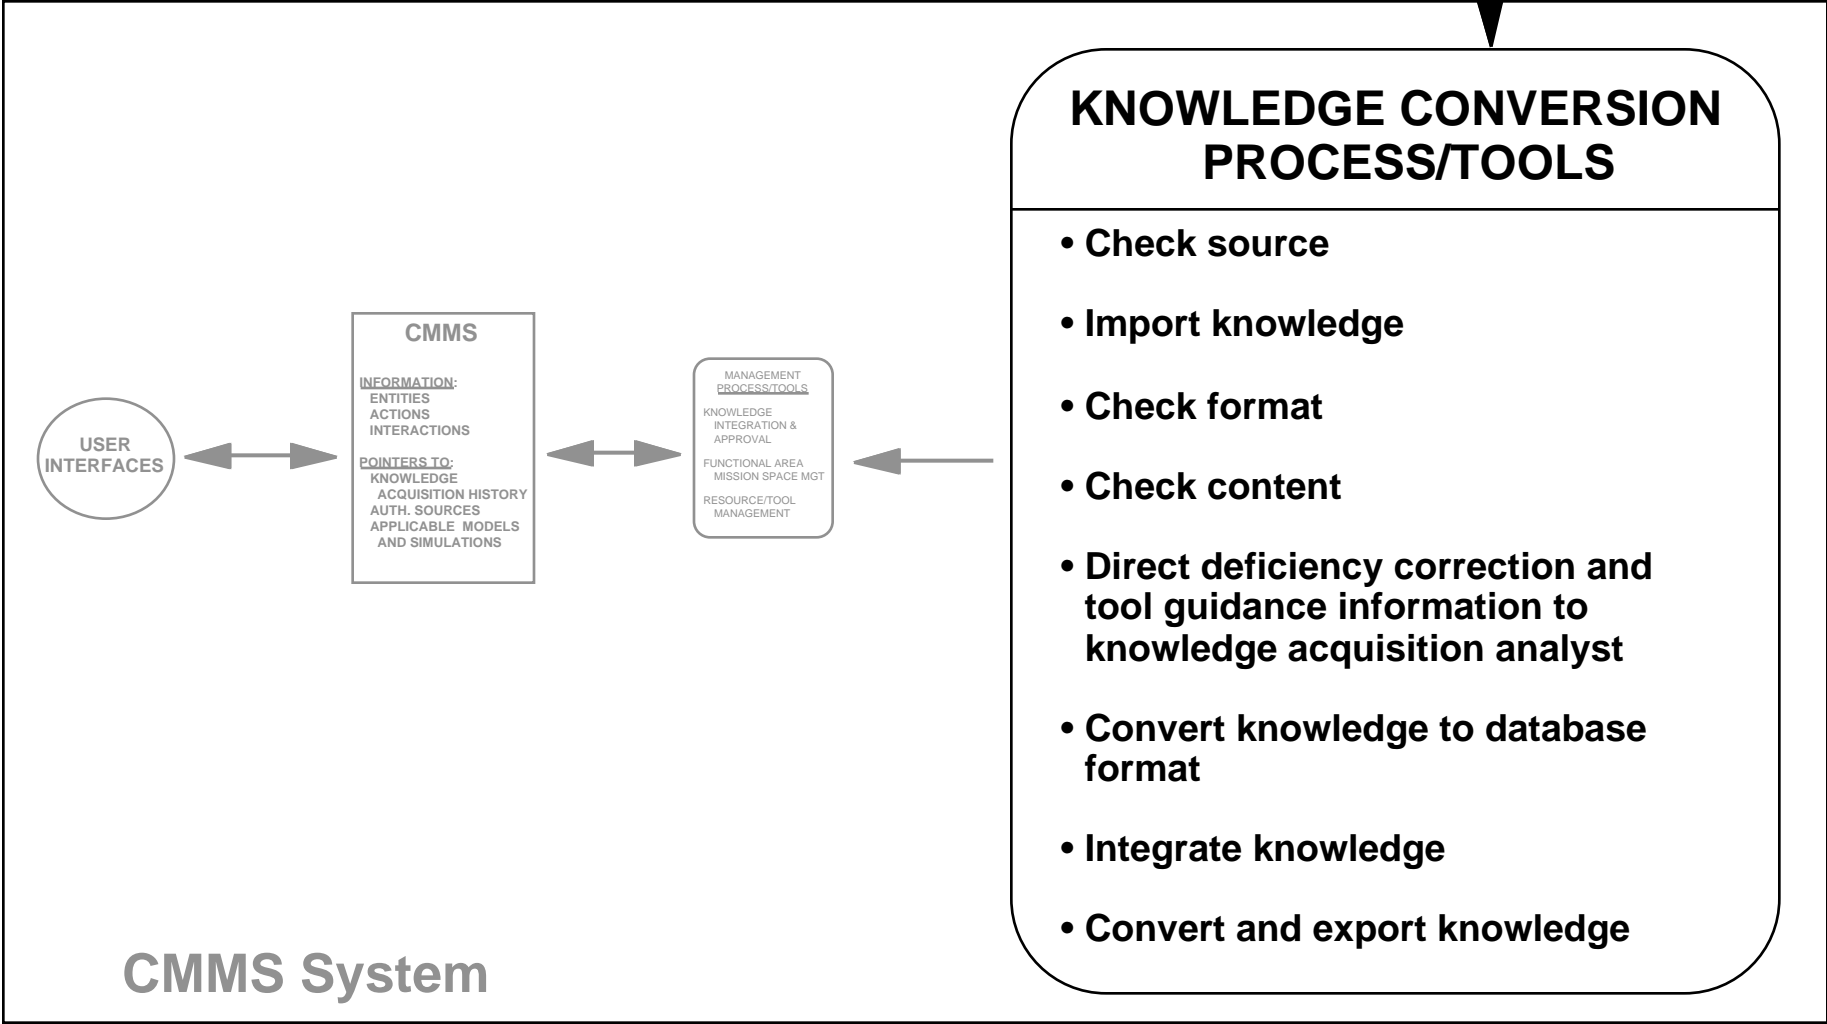 KNOWLEDGE CONVERSION
PROCESS/TOOLS
• Check source
• Import knowledge
• Check format
• Check content
• Direct deficiency correction and
tool guidance information to
knowledge acquisition analyst
• Convert knowledge to database
format
• Integrate knowledge
• Convert and export knowledge
USER
INTERFACES
CMMS
INFORMATION:
ENTITIES
ACTIONS
INTERACTIONS
POINTERS TO:
KNOWLEDGE
ACQUISITION HISTORY
AUTH. SOURCES
APPLICABLE MODELS
AND SIMULATIONS
MANAGEMENT
PROCESS/TOOLS
KNOWLEDGE
INTEGRATION &
APPROVAL
FUNCTIONAL AREA
MISSION SPACE MGT
RESOURCE/TOOL
MANAGEMENT
CMMS System